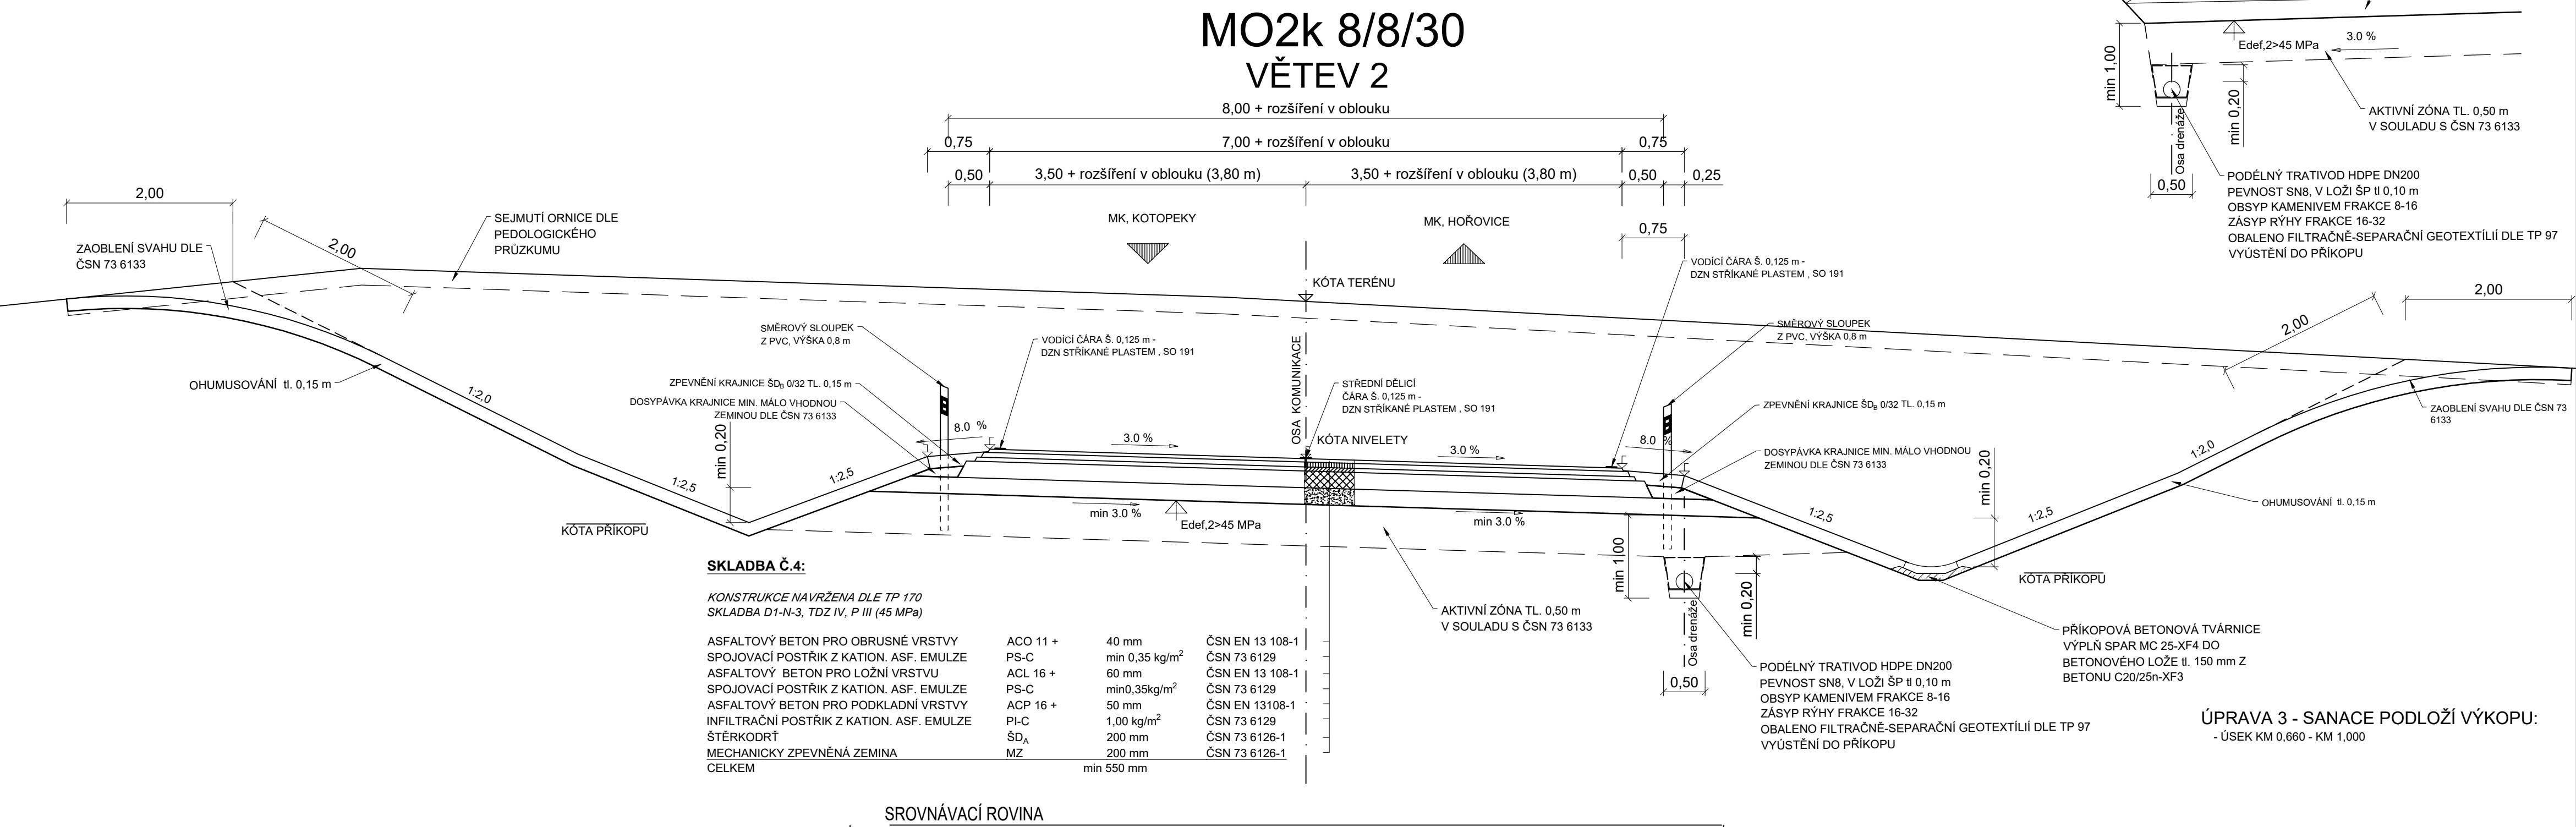 MO2k 8/8/30
VĚTEV 2
8,00 + rozšíření v oblouku
0,75
7,00 + rozšíření v oblouku
0,75
0,50
3,50 + rozšíření v oblouku (3,80 m)
3,50 + rozšíření v oblouku (3,80 m)
0,50
0,25
MK, KOTOPEKY
MK, HOŘOVICE
0,75
2,00
2,00
ZAOBLENÍ SVAHU DLE
ČSN 73 6133
SEJMUTÍ ORNICE DLE
PEDOLOGICKÉHO
PRŮZKUMU
KÓTA TERÉNU
VODÍCÍ ČÁRA Š. 0,125 m -
DZN STŘÍKANÉ PLASTEM , SO 191
OHUMUSOVÁNÍ tl. 0,15 m
1:2,0
SMĚROVÝ SLOUPEK
Z PVC, VÝŠKA 0,8 m
VODÍCÍ ČÁRA Š. 0,125 m -
DZN STŘÍKANÉ PLASTEM , SO 191
ZPEVNĚNÍ KRAJNICE ŠD_B 0/32 TL. 0,15 m
DOSYPÁVKA KRAJNICE MIN. MÁLO VHODNOU
ZEMINOU DLE ČSN 73 6133
OSA KOMUNIKACE
STŘEDNÍ DĚLICÍ
ČÁRA Š. 0,125 m -
DZN STŘÍKANÉ PLASTEM , SO 191
KÓTA NIVELETY
SMĚROVÝ SLOUPEK
Z PVC, VÝŠKA 0,8 m
ZPEVNĚNÍ KRAJNICE ŠD_B 0/32 TL. 0,15 m
DOSYPÁVKA KRAJNICE MIN. MÁLO VHODNOU
ZEMINOU DLE ČSN 73 6133
2,00
2,00
ZAOBLENÍ SVAHU DLE ČSN 73
6133
OHUMUSOVÁNÍ tl. 0,15 m
1:2,0
min 0,20
8.0 %
3.0 %
3.0 %
8.0 %
min 0,20
1:2,5
1:2,5
1:2,5
1:2,5
KÓTA PŘÍKOPU
min 3.0 %
Edef,2>45 MPa
min 3.0 %
KÓTA PŘÍKOPU
min 1,00
min 0,20
Osa drenáže
0,50
AKTIVNÍ ZÓNA TL. 0,50 m
V SOULADU S ČSN 73 6133
PODÉLNÝ TRATIVOD HDPE DN200
PEVNOST SN8, V LOŽI ŠP tl 0,10 m
OBSYP KAMENIVEM FRAKCE 8-16
ZÁSYP RÝHY FRAKCE 16-32
OBALENO FILTRAČNĚ-SEPARAČNÍ GEOTEXTÍLIÍ DLE TP 97
VYÚSTĚNÍ DO PŘÍKOPU
PŘÍKOPOVÁ BETONOVÁ TVÁRNICE
VÝPLŇ SPAR MC 25-XF4 DO
BETONOVÉHO LOŽE tl. 150 mm Z
BETONU C20/25n-XF3
SKLADBA Č.4:
KONSTRUKCE NAVRŽENA DLE TP 170
SKLADBA D1-N-3, TDZ IV, P III (45 MPa)
ASFALTOVÝ BETON PRO OBRUSNÉ VRSTVY ACO 11 + 40 mm ČSN EN 13 108-1
SPOJOVACÍ POSTŘIK Z KATION. ASF. EMULZE PS-C min 0,35 kg/m² ČSN 73 6129
ASFALTOVÝ BETON PRO LOŽNÍ VRSTVU ACL 16 + 60 mm ČSN EN 13 108-1
SPOJOVACÍ POSTŘIK Z KATION. ASF. EMULZE PS-C min0,35kg/m² ČSN 73 6129
ASFALTOVÝ BETON PRO PODKLADNÍ VRSTVY ACP 16 + 50 mm ČSN EN 13108-1
INFILTRAČNÍ POSTŘIK Z KATION. ASF. EMULZE PI-C 1,00 kg/m² ČSN 73 6129
ŠTĚRKODRŤ ŠD_A 200 mm ČSN 73 6126-1
MECHANICKY ZPEVNĚNÁ ZEMINA MZ 200 mm ČSN 73 6126-1
CELKEM min 550 mm
SROVNÁVACÍ ROVINA
min 1,00
Edef,2>45 MPa
3.0 %
min 0,20
Osa drenáže
0,50
AKTIVNÍ ZÓNA TL. 0,50 m
V SOULADU S ČSN 73 6133
PODÉLNÝ TRATIVOD HDPE DN200
PEVNOST SN8, V LOŽI ŠP tl 0,10 m
OBSYP KAMENIVEM FRAKCE 8-16
ZÁSYP RÝHY FRAKCE 16-32
OBALENO FILTRAČNĚ-SEPARAČNÍ GEOTEXTÍLIÍ DLE TP 97
VYÚSTĚNÍ DO PŘÍKOPU
ÚPRAVA 3 - SANACE PODLOŽÍ VÝKOPU:
- ÚSEK KM 0,660 - KM 1,000